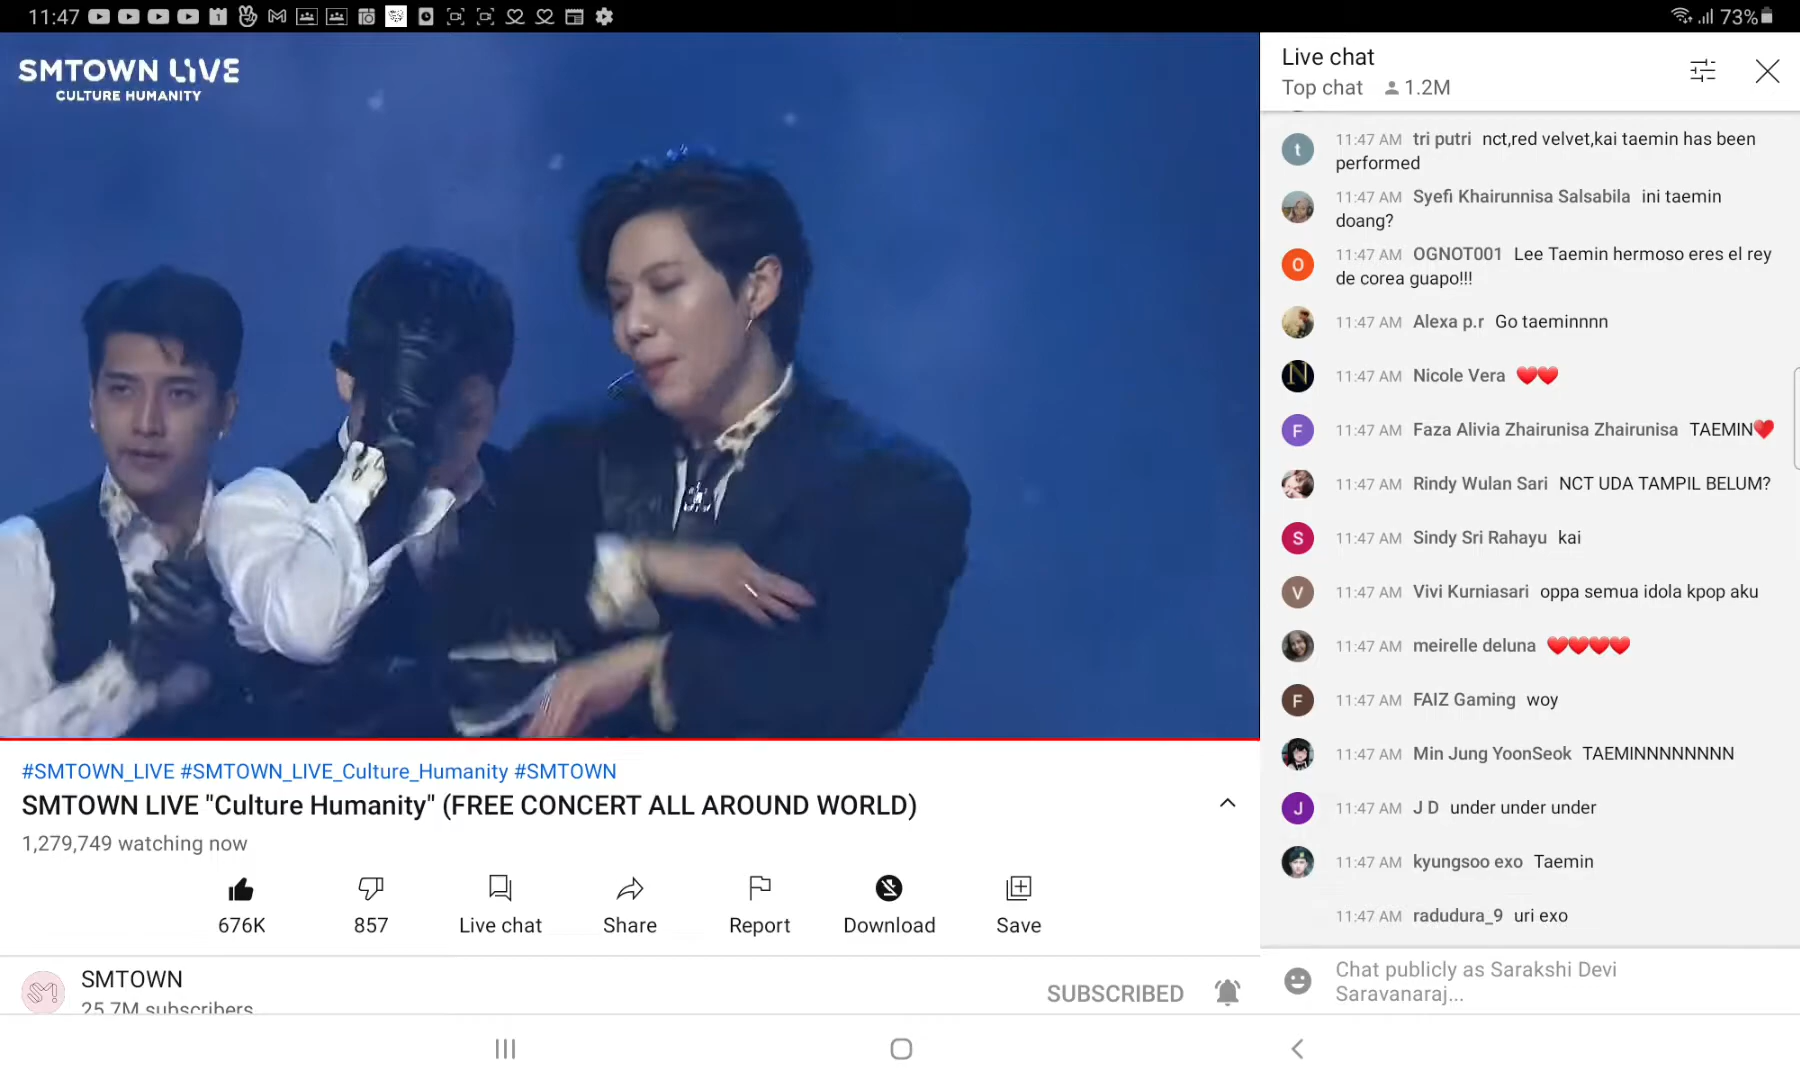 11:47
73%
SMTOWN LIVE
CULTURE HUMANITY
#SMTOWN_LIVE #SMTOWN_LIVE_Culture_Humanity #SMTOWN
SMTOWN LIVE "Culture Humanity" (FREE CONCERT ALL AROUND WORLD)
1,279,749 watching now
676K
857
Live chat
Share
Report
Download
Save
SMTOWN
25.7M subscribers
SUBSCRIBED
Live chat
Top chat 1.2M
t
11:47 AM tri putri nct,red velvet,kai taemin has been
performed
11:47 AM Syefi Khairunnisa Salsabila ini taemin
doang?
O
11:47 AM OGNOT001 Lee Taemin hermoso eres el rey
de corea guapo!!!
11:47 AM Alexa p.r Go taeminnnn
N
11:47 AM Nicole Vera ❤️❤️
F
11:47 AM Faza Alivia Zhairunisa Zhairunisa TAEMIN❤️
11:47 AM Rindy Wulan Sari NCT UDA TAMPIL BELUM?
S
11:47 AM Sindy Sri Rahayu kai
V
11:47 AM Vivi Kurniasari oppa semua idola kpop aku
11:47 AM meirelle deluna ❤️❤️❤️❤️
F
11:47 AM FAIZ Gaming woy
11:47 AM Min Jung YoonSeok TAEMINNNNNNNN
J
11:47 AM J D under under under
11:47 AM kyungsoo exo Taemin
11:47 AM radudura_9 uri exo
Chat publicly as Sarakshi Devi
Saravanaraj...